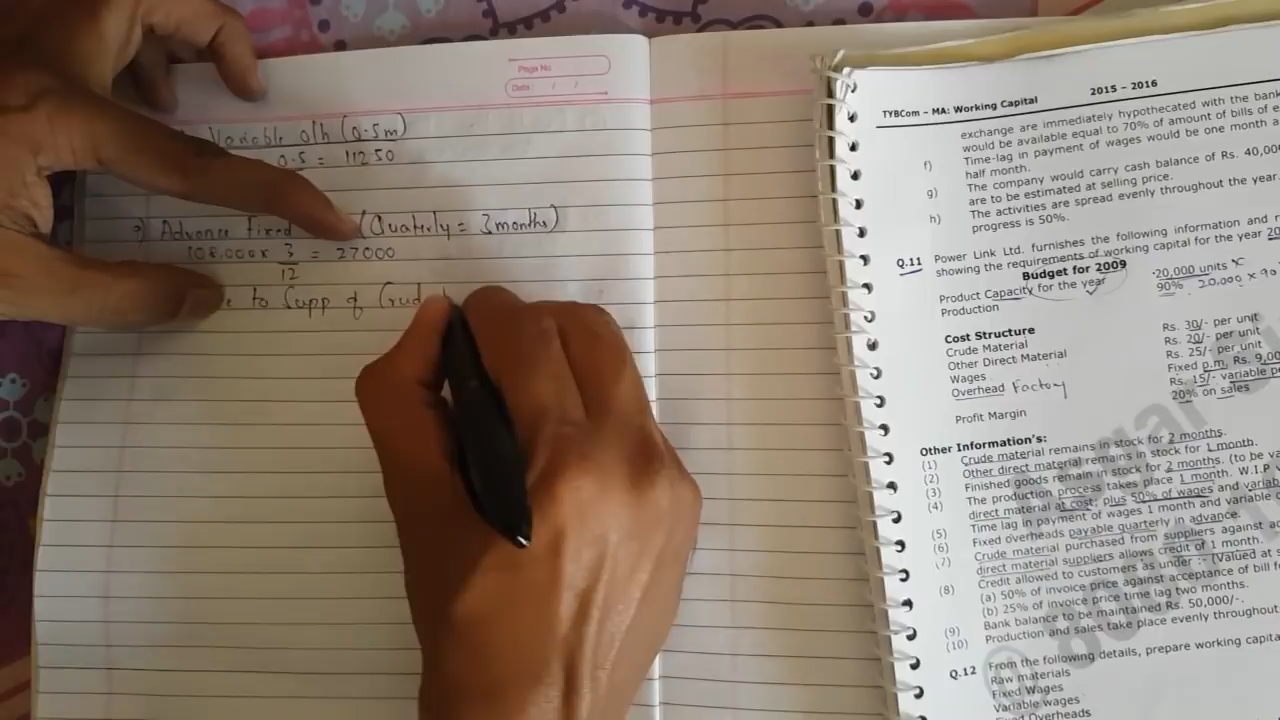 Page No
Date: / /
Variable o/h (0.5m)
0.5 = 11250
9) Advance fixed (Quaterly = 3 months)
108,000 x 3 = 27000
12
to Supp of Crud
TYBCom – MA: Working Capital
2015 – 2016
exchange are immediately hypothecated with the bank
would be available equal to 70% of amount of bills of e
f) Time-lag in payment of wages would be one month a
half month.
g) The company would carry cash balance of Rs. 40,00
are to be estimated at selling price.
h) The activities are spread evenly throughout the year.
progress is 50%.
Q.11 Power Link Ltd. furnishes the following information and r
showing the requirements of working capital for the year 20
Budget for 2009
Product Capacity for the year 20,000 units
Production 90% 20,000 x 90
Cost Structure
Crude Material Rs. 30/- per unit
Other Direct Material Rs. 20/- per unit
Wages Rs. 25/- per unit
Overhead Factory Fixed p.m. Rs. 9,00
Rs. 15/- variable pe
Profit Margin 20% on sales
Other Information's:
(1) Crude material remains in stock for 2 months.
(2) Other direct material remains in stock for 1 month.
(3) Finished goods remain in stock for 2 months. (to be va
(4) The production process takes place 1 month. W.I.P
direct material at cost, plus 50% of wages and variab
(5) Time lag in payment of wages 1 month and variable
(6) Fixed overheads payable quarterly in advance.
(7) Crude material purchased from suppliers against a
direct material suppliers allows credit of 1 month.
(8) Credit allowed to customers as under :- (Valued at s
(a) 50% of invoice price against acceptance of bill f
(b) 25% of invoice price time lag two months.
(9) Bank balance to be maintained Rs. 50,000/-.
(10) Production and sales take place evenly throughout
Q.12 From the following details, prepare working capita
Raw materials
Fixed Wages
Variable wages
Fixed Overheads